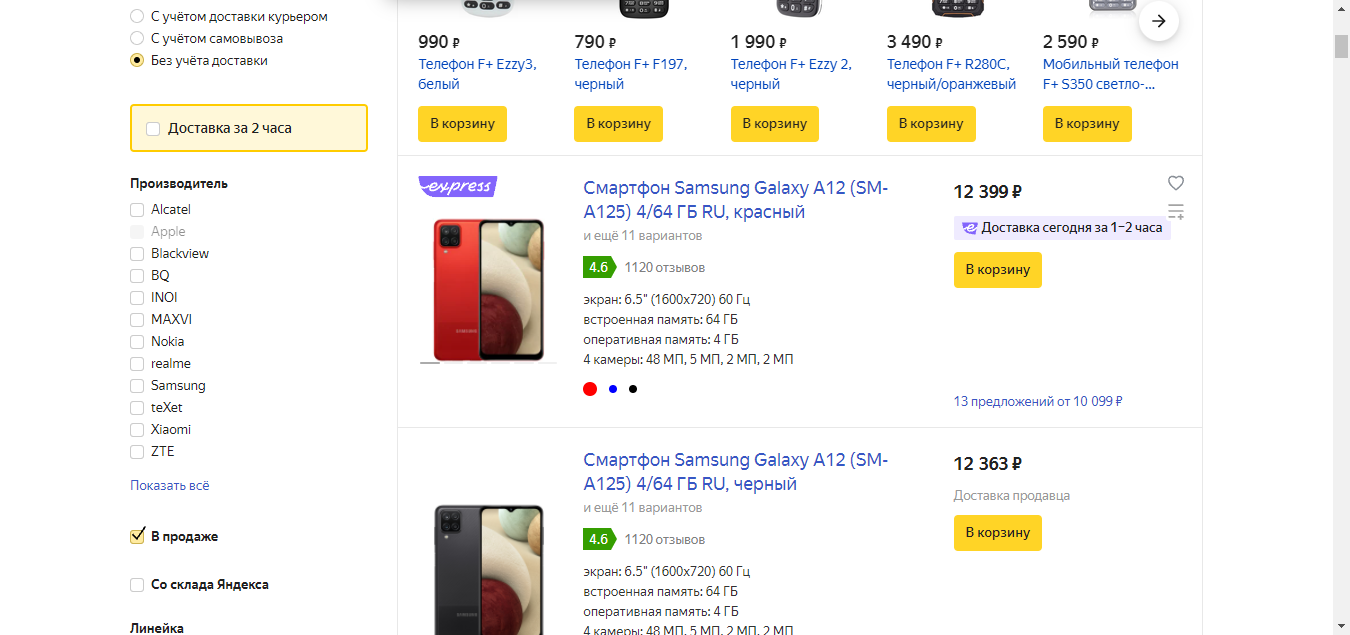 С учётом доставки курьером
С учётом самовывоза
Без учёта доставки
Доставка за 2 часа
Производитель
Alcatel
Apple
Blackview
BQ
INOI
MAXVI
Nokia
realme
Samsung
teXet
Xiaomi
ZTE
Показать всё
В продаже
Со склада Яндекса
Линейка
990 ₽
Телефон F+ Ezzy3,
белый
В корзину
790 ₽
Телефон F+ F197,
черный
В корзину
1 990 ₽
Телефон F+ Ezzy 2,
черный
В корзину
3 490 ₽
Телефон F+ R280C,
черный/оранжевый
В корзину
2 590 ₽
Мобильный телефон
F+ S350 светло-...
В корзину
express
SAMSUNG
Смартфон Samsung Galaxy A12 (SM-
A125) 4/64 ГБ RU, красный
и ещё 11 вариантов
4.6 1120 отзывов
экран: 6.5" (1600x720) 60 Гц
встроенная память: 64 ГБ
оперативная память: 4 ГБ
4 камеры: 48 МП, 5 МП, 2 МП, 2 МП
12 399 ₽
Доставка сегодня за 1−2 часа
В корзину
13 предложений от 10 099 ₽
SAMSUNG
Смартфон Samsung Galaxy A12 (SM-
A125) 4/64 ГБ RU, черный
и ещё 11 вариантов
4.6 1120 отзывов
экран: 6.5" (1600x720) 60 Гц
встроенная память: 64 ГБ
оперативная память: 4 ГБ
4 камеры: 48 МП, 5 МП, 2 МП, 2 МП
12 363 ₽
Доставка продавца
В корзину